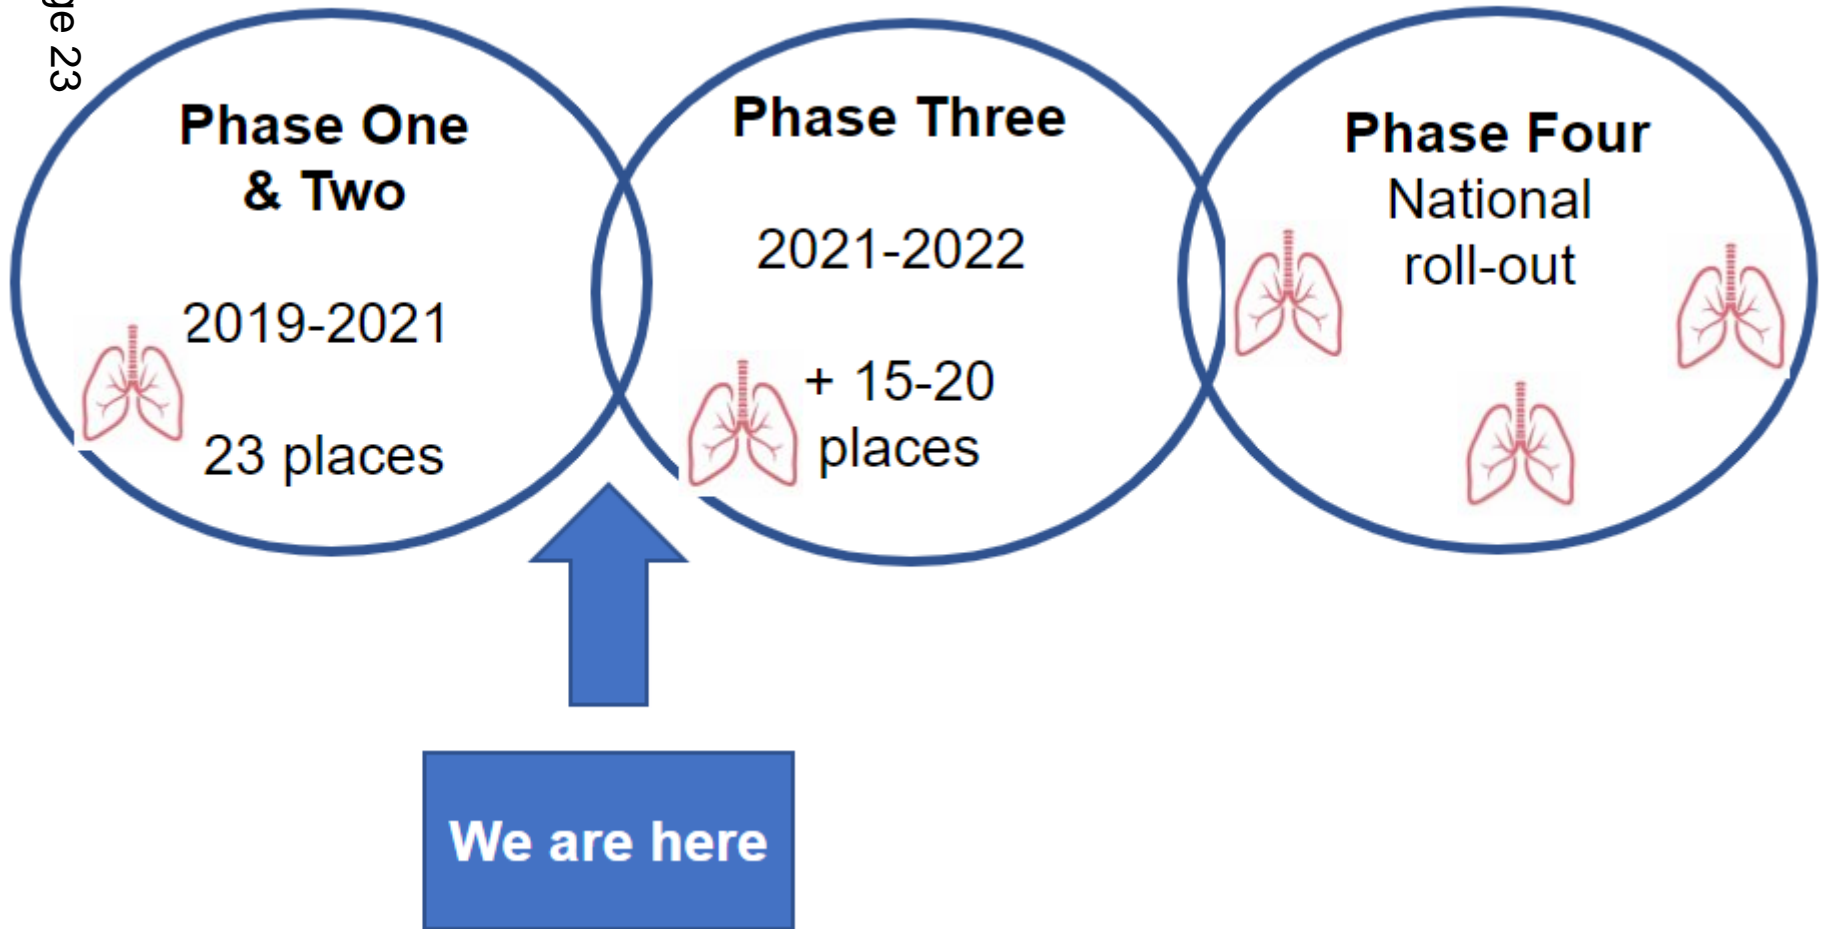 ge 23
Phase One
& Two
2019-2021
23 places
Phase Three
2021-2022
+ 15-20
places
Phase Four
National
roll-out
We are here